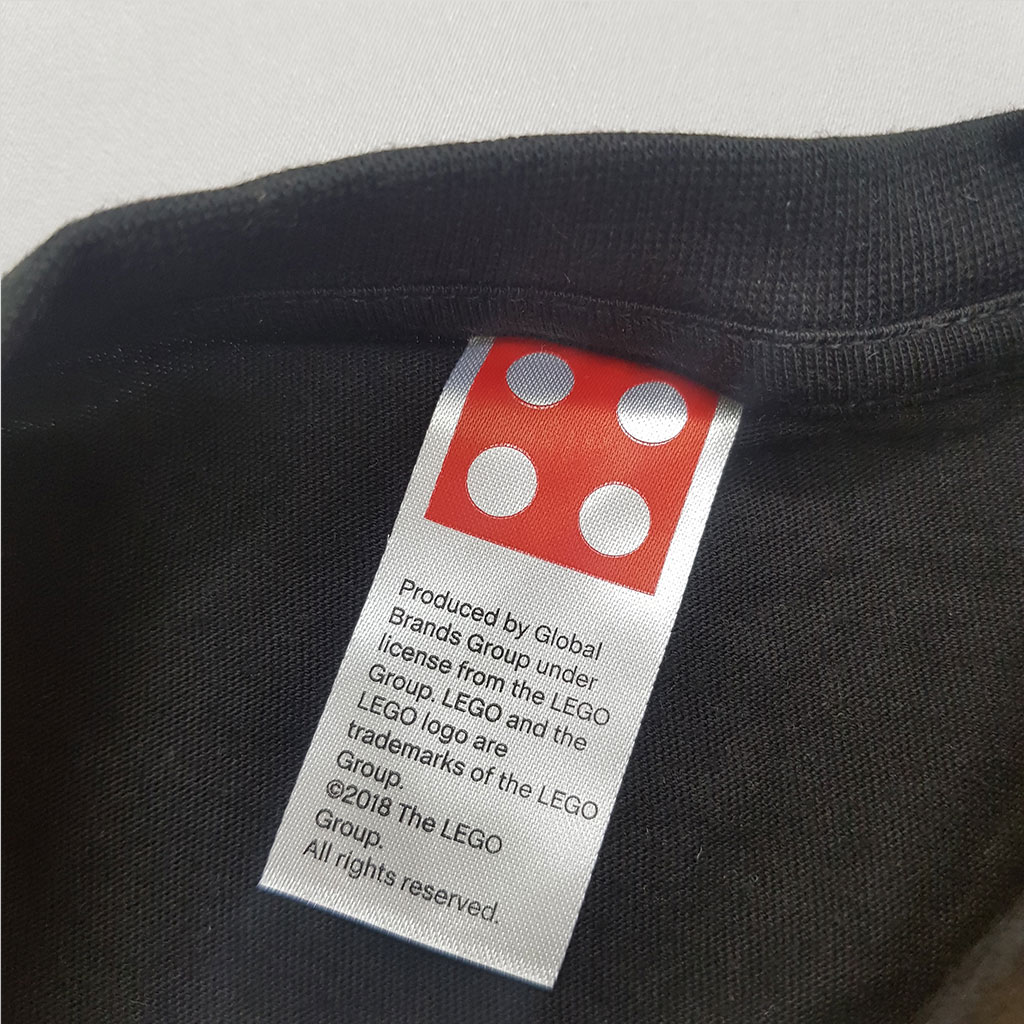 Produced by Global
Brands Group under
license from the LEGO
Group. LEGO and the
LEGO logo are
trademarks of the LEGO
Group.
©2018 The LEGO
Group.
All rights reserved.